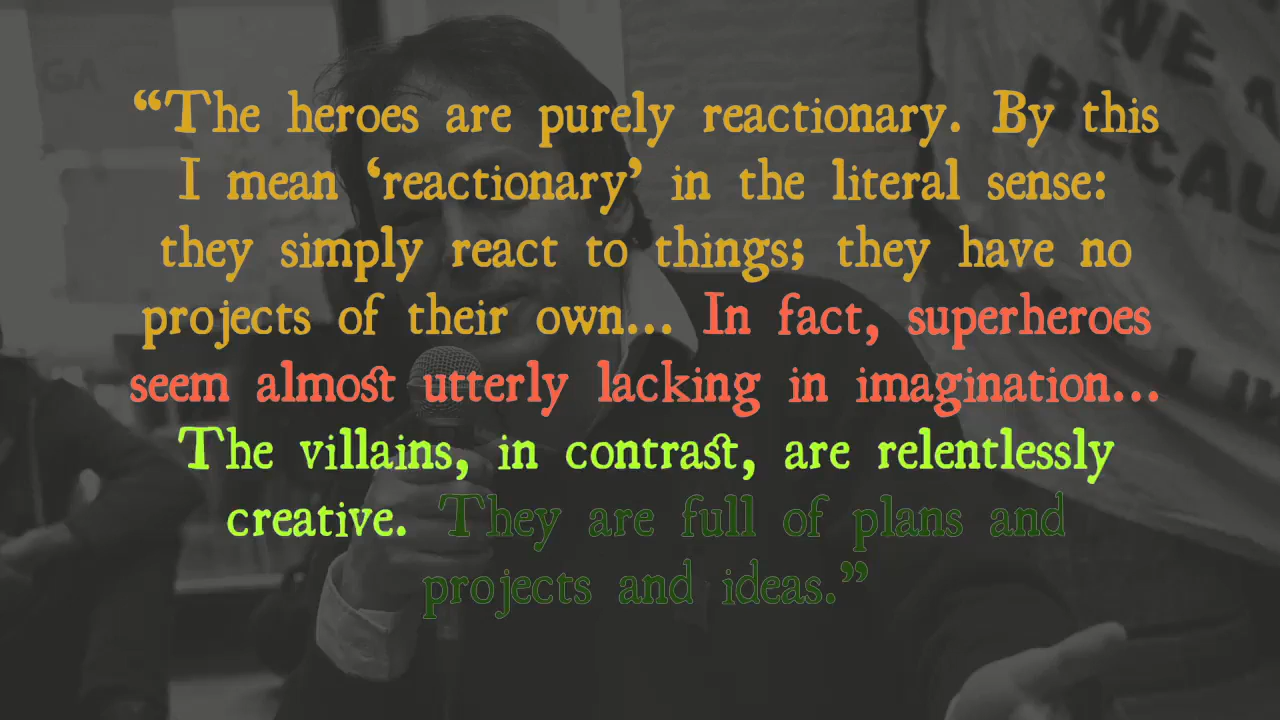 “The heroes are purely reactionary. By this
I mean ‘reactionary’ in the literal sense:
they simply react to things; they have no
projects of their own... In fact, superheroes
seem almost utterly lacking in imagination...
The villains, in contrast, are relentlessly
creative. They are full of plans and
projects and ideas.”
NE
BECAU